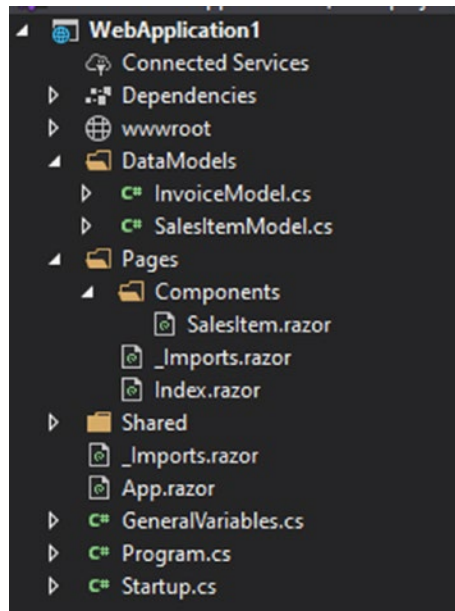 WebApplication1
Connected Services
Dependencies
wwwroot
DataModels
C# InvoiceModel.cs
C# SalesItemModel.cs
Pages
Components
SalesItem.razor
_Imports.razor
Index.razor
Shared
_Imports.razor
App.razor
C# GeneralVariables.cs
C# Program.cs
C# Startup.cs